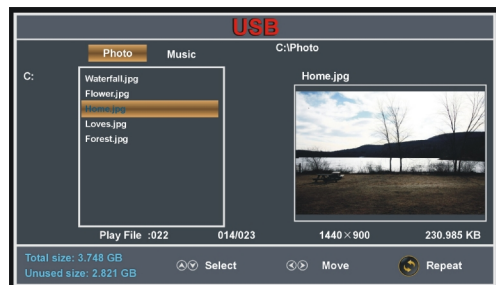 USB
Photo Music C:\Photo
C: Home.jpg
Waterfall.jpg
Flower.jpg
Home.jpg
Loves.jpg
Forest.jpg
Play File :022 014/023 1440×900 230.985 KB
Total size: 3.748 GB
Unused size: 2.821 GB
Select Move Repeat